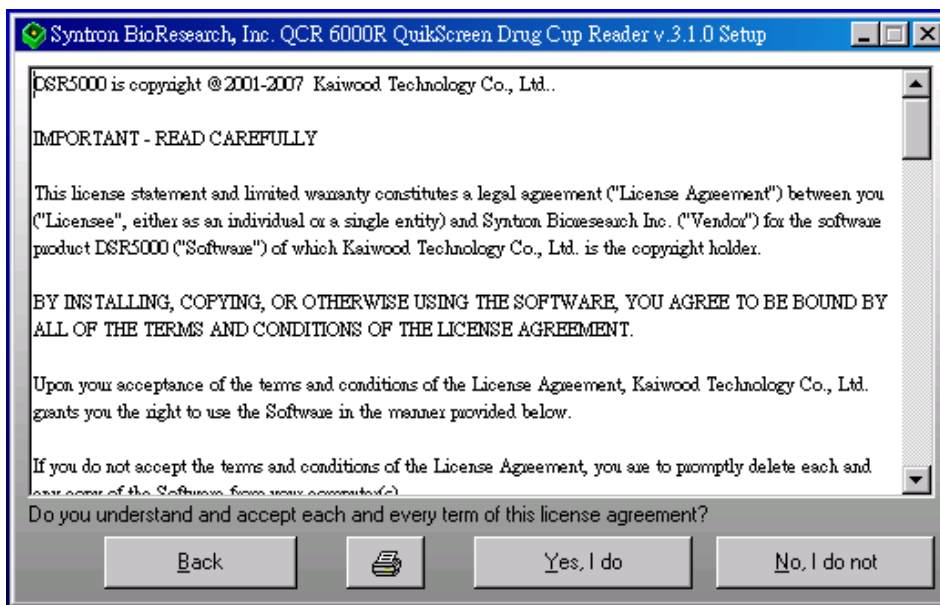 Syntron BioResearch, Inc. QCR 6000R QuikScreen Drug Cup Reader v.3.1.0 Setup
DSR5000 is copyright @2001-2007 Kaiwood Technology Co., Ltd..
IMPORTANT - READ CAREFULLY
This license statement and limited warranty constitutes a legal agreement ("License Agreement") between you
("Licensee", either as an individual or a single entity) and Syntron Bioresearch Inc. ("Vendor") for the software
product DSR5000 ("Software") of which Kaiwood Technology Co., Ltd. is the copyright holder.
BY INSTALLING, COPYING, OR OTHERWISE USING THE SOFTWARE, YOU AGREE TO BE BOUND BY
ALL OF THE TERMS AND CONDITIONS OF THE LICENSE AGREEMENT.
Upon your acceptance of the terms and conditions of the License Agreement, Kaiwood Technology Co., Ltd.
grants you the right to use the Software in the manner provided below.
If you do not accept the terms and conditions of the License Agreement, you are to promptly delete each and
any copy of the Software from your computer(s)
Do you understand and accept each and every term of this license agreement?
Back
Yes, I do
No, I do not